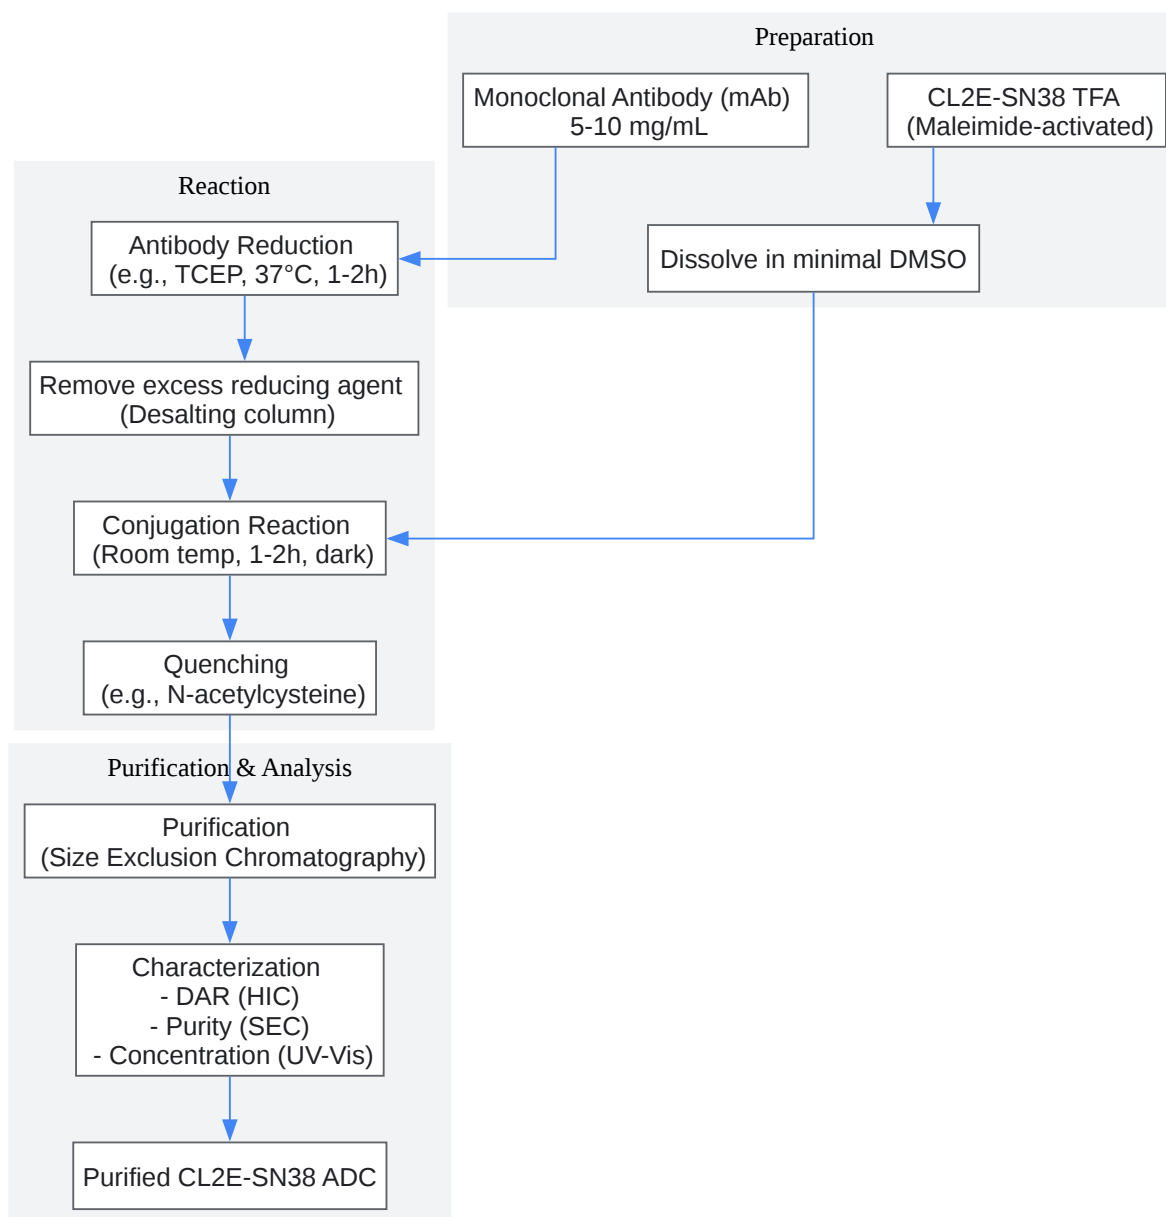 Preparation
Monoclonal Antibody (mAb)
5-10 mg/mL
CL2E-SN38 TFA
(Maleimide-activated)
Dissolve in minimal DMSO
Reaction
Antibody Reduction
(e.g., TCEP, 37°C, 1-2h)
Remove excess reducing agent
(Desalting column)
Conjugation Reaction
(Room temp, 1-2h, dark)
Quenching
(e.g., N-acetylcysteine)
Purification & Analysis
Purification
(Size Exclusion Chromatography)
Characterization
- DAR (HIC)
- Purity (SEC)
- Concentration (UV-Vis)
Purified CL2E-SN38 ADC